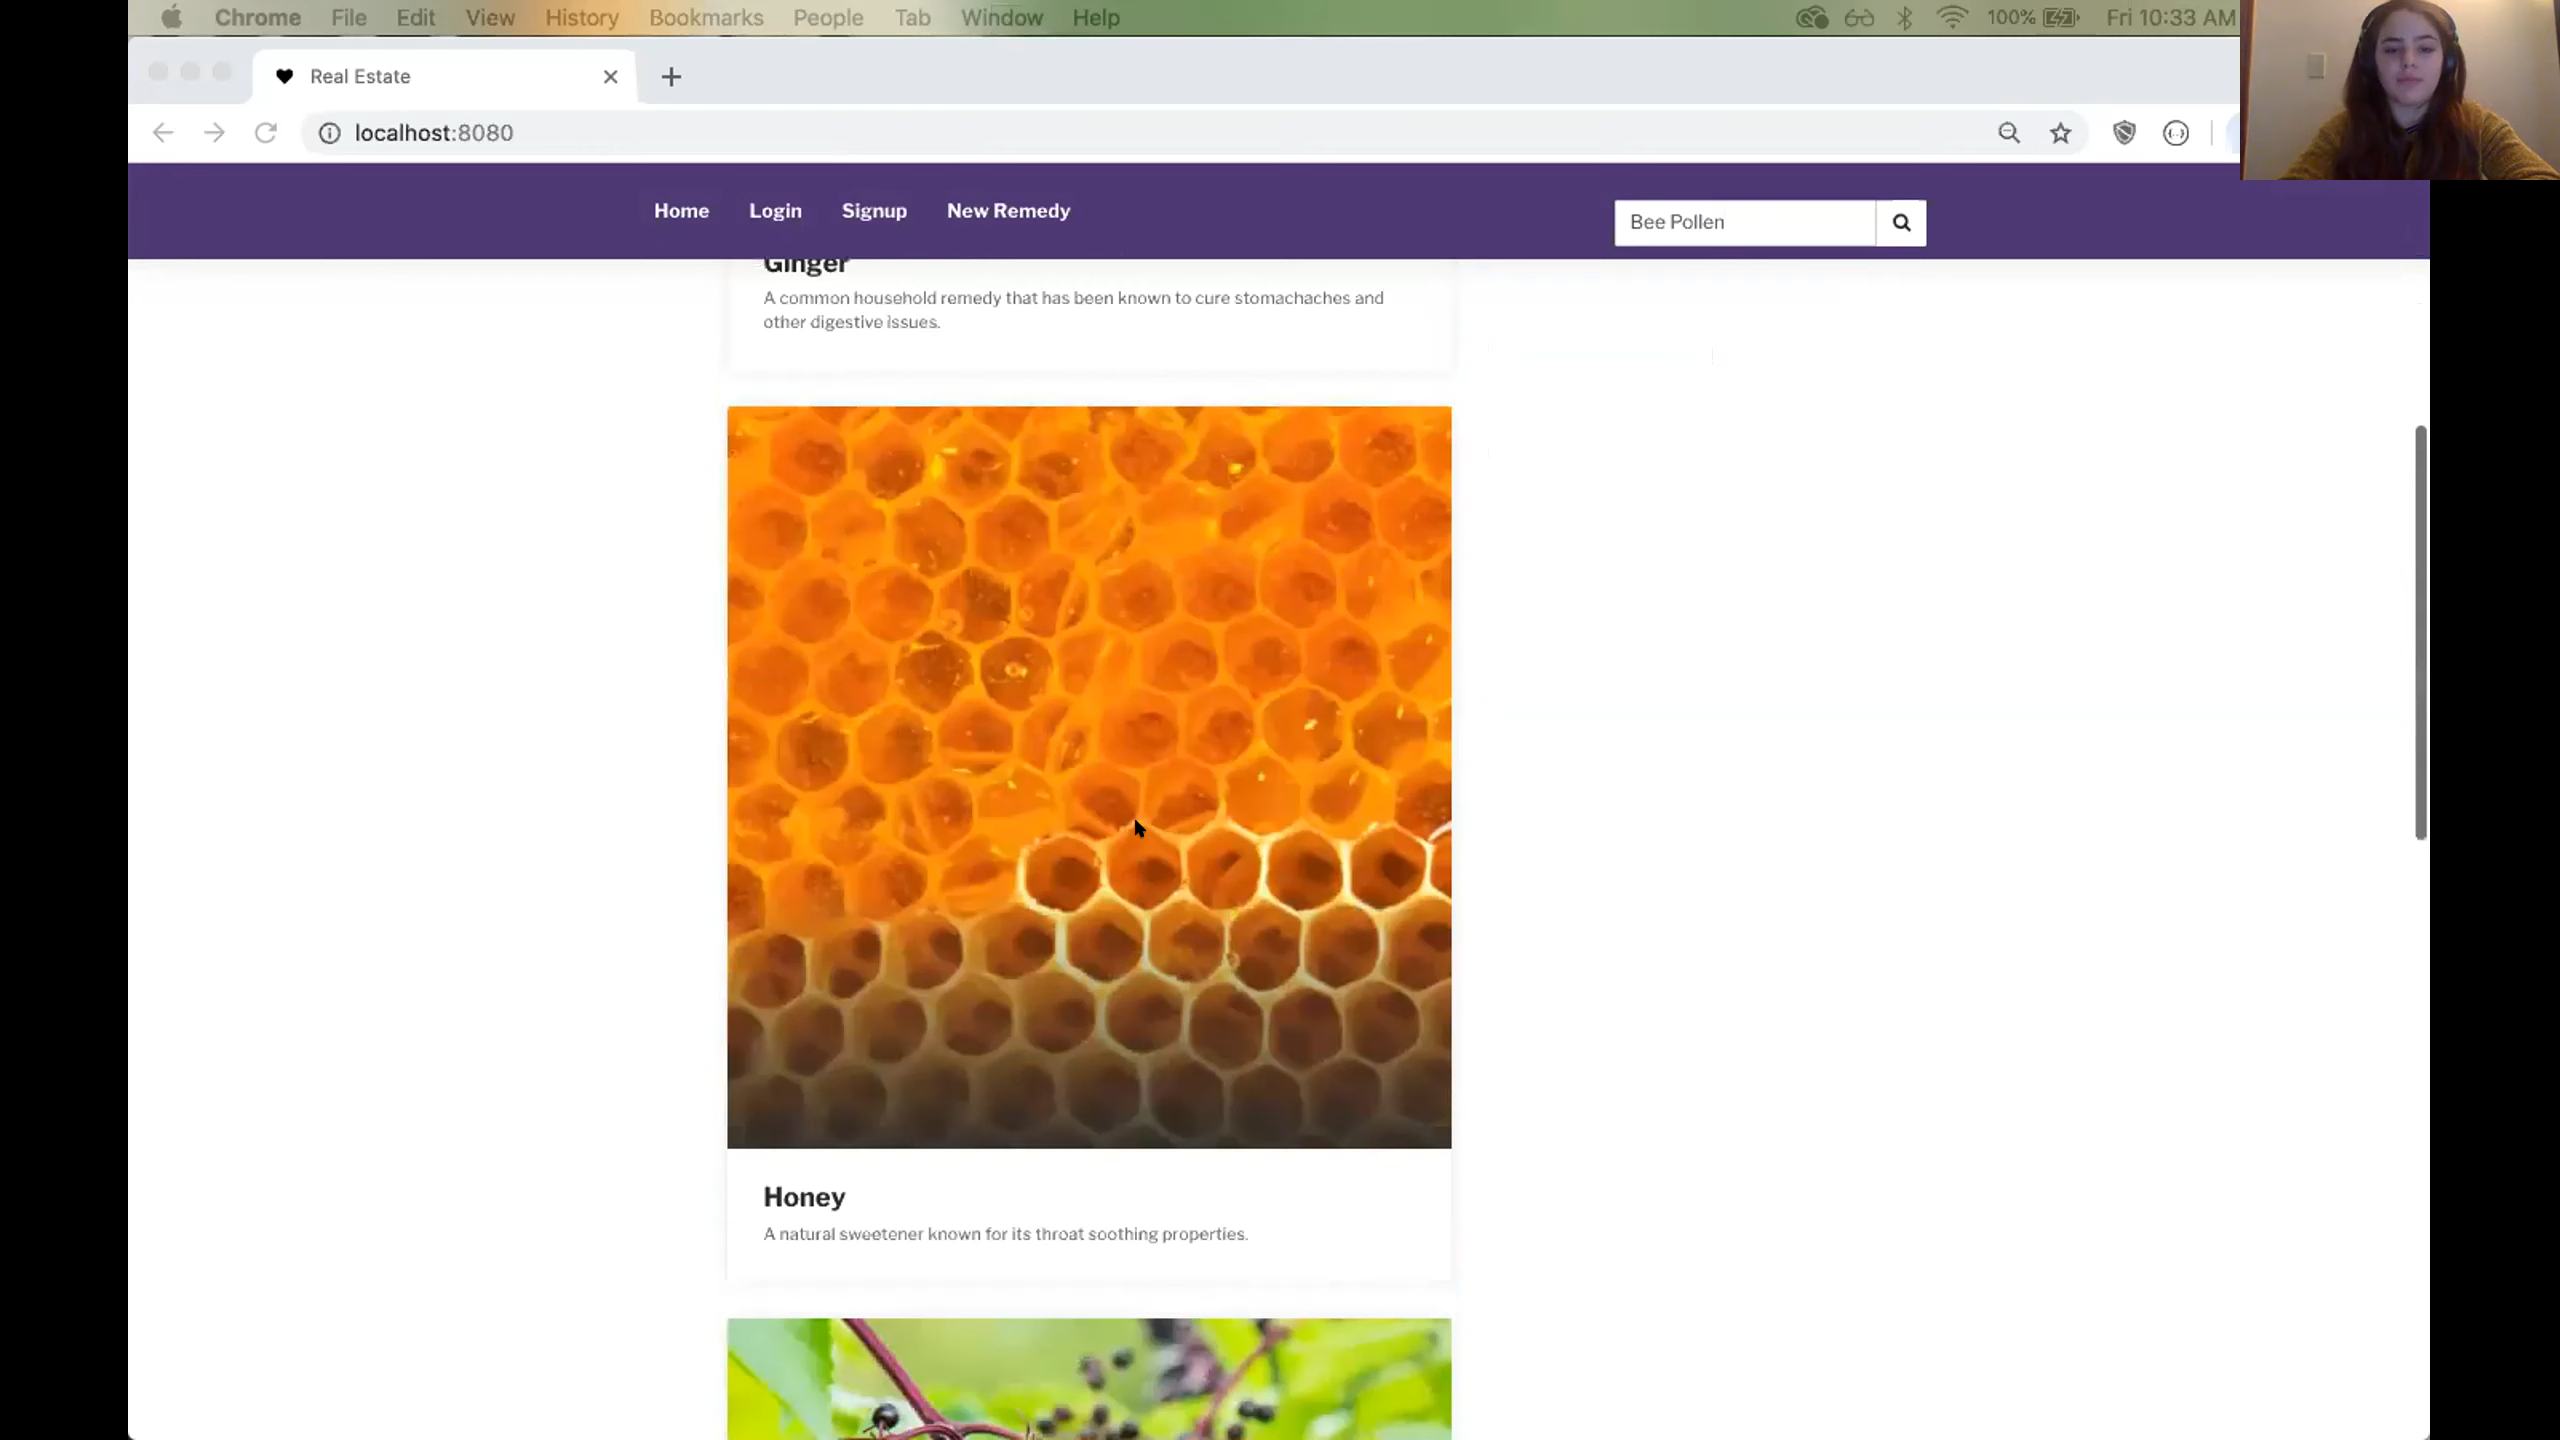 Chrome File Edit View History Bookmarks People Tab Window Help 100% Fri 10:33 AM
Real Estate
localhost:8080
Home Login Signup New Remedy Bee Pollen
Ginger
A common household remedy that has been known to cure stomachaches and
other digestive issues.
Honey
A natural sweetener known for its throat soothing properties.